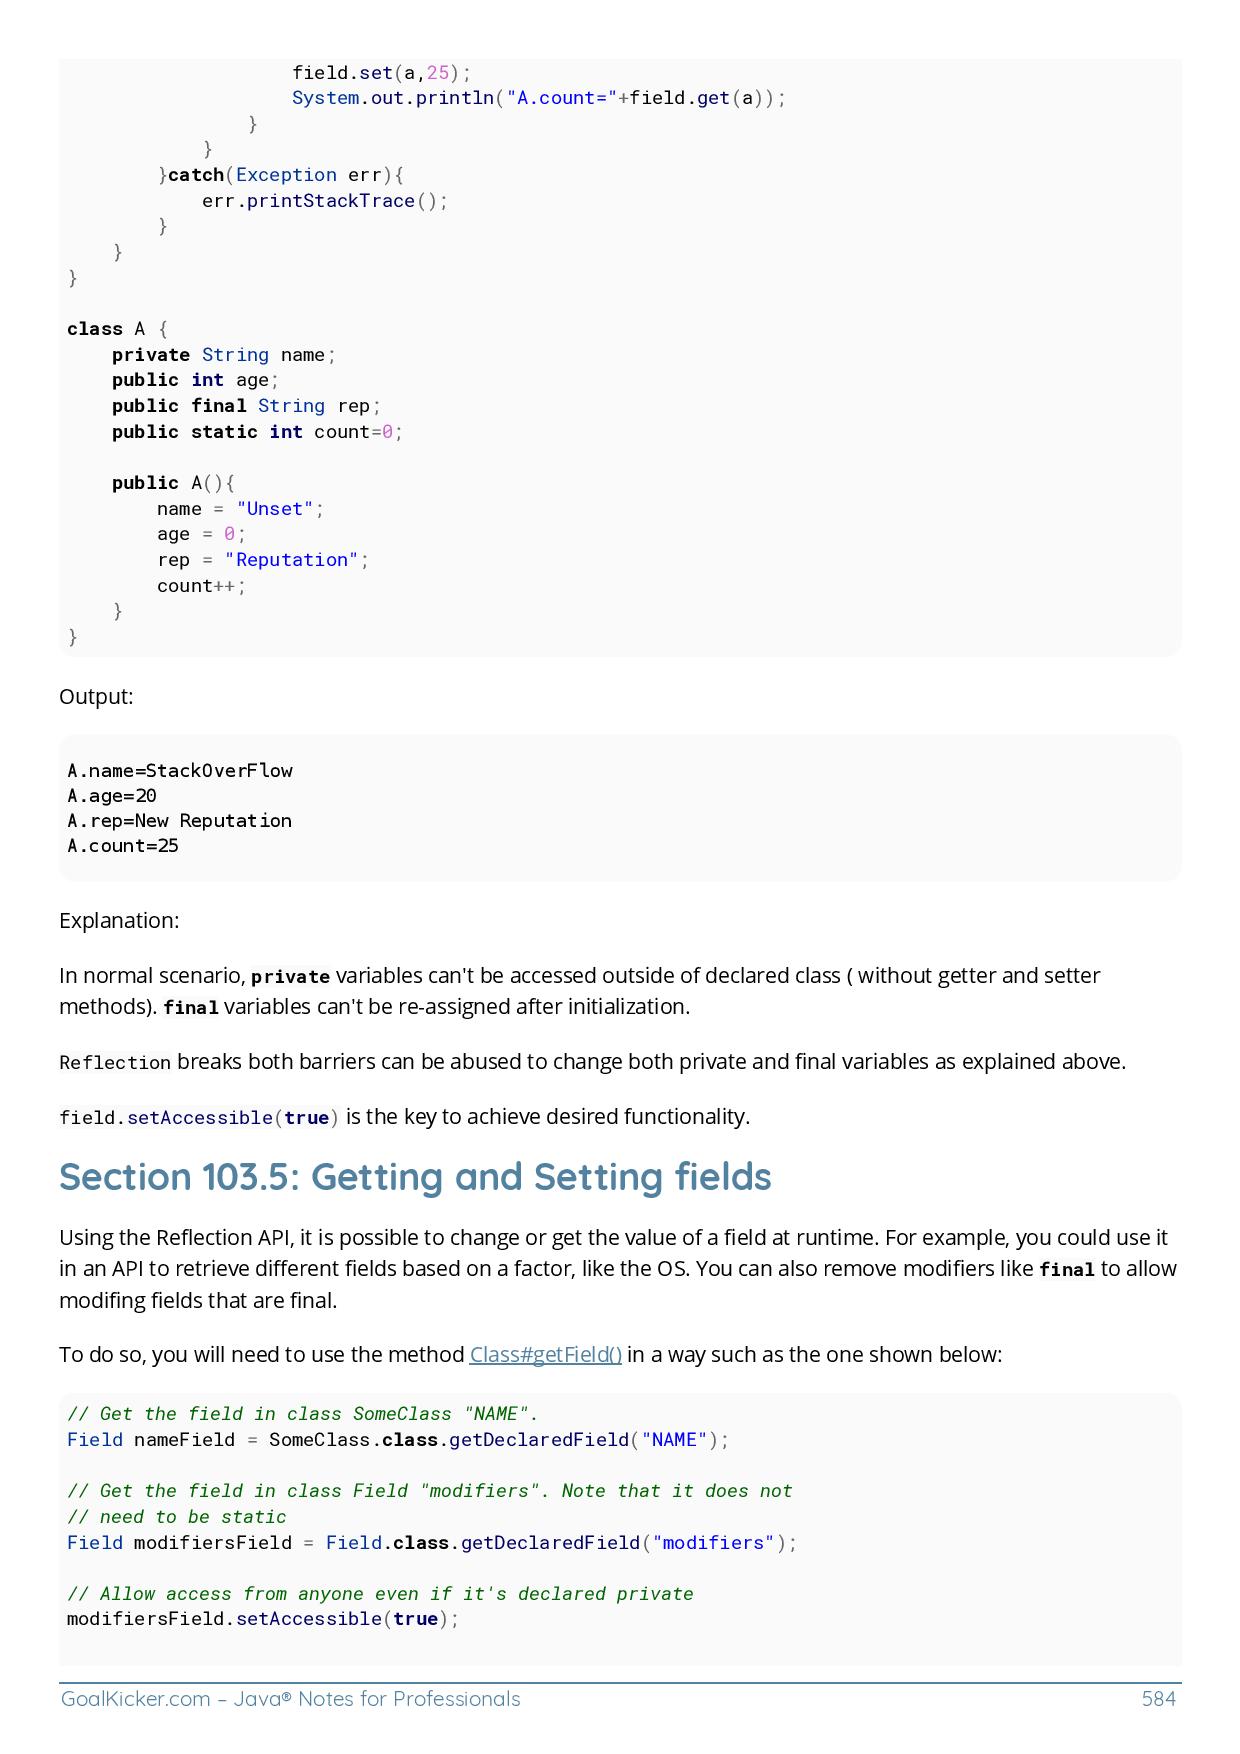 field.set(a,25);
                    System.out.println("A.count="+field.get(a));
                }
            }
        }catch(Exception err){
            err.printStackTrace();
        }
    }
}

class A {
    private String name;
    public int age;
    public final String rep;
    public static int count=0;

    public A(){
        name = "Unset";
        age = 0;
        rep = "Reputation";
        count++;
    }
}
Output:
A.name=StackOverFlow
A.age=20
A.rep=New Reputation
A.count=25
Explanation:
In normal scenario, private variables can't be accessed outside of declared class ( without getter and setter
methods). final variables can't be re-assigned after initialization.
Reflection breaks both barriers can be abused to change both private and final variables as explained above.
field.setAccessible(true) is the key to achieve desired functionality.
Section 103.5: Getting and Setting fields
Using the Reflection API, it is possible to change or get the value of a field at runtime. For example, you could use it
in an API to retrieve different fields based on a factor, like the OS. You can also remove modifiers like final to allow
modifing fields that are final.
To do so, you will need to use the method Class#getField() in a way such as the one shown below:
// Get the field in class SomeClass "NAME".
Field nameField = SomeClass.class.getDeclaredField("NAME");

// Get the field in class Field "modifiers". Note that it does not
// need to be static
Field modifiersField = Field.class.getDeclaredField("modifiers");

// Allow access from anyone even if it's declared private
modifiersField.setAccessible(true);
GoalKicker.com – Java® Notes for Professionals 584